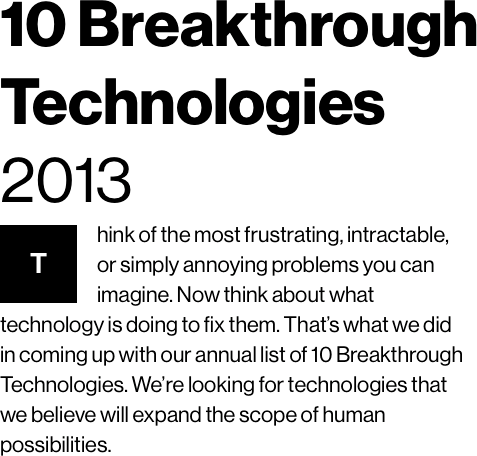 10 Breakthrough
Technologies
2013
Think of the most frustrating, intractable,
or simply annoying problems you can
imagine. Now think about what
technology is doing to fix them. That’s what we did
in coming up with our annual list of 10 Breakthrough
Technologies. We’re looking for technologies that
we believe will expand the scope of human
possibilities.